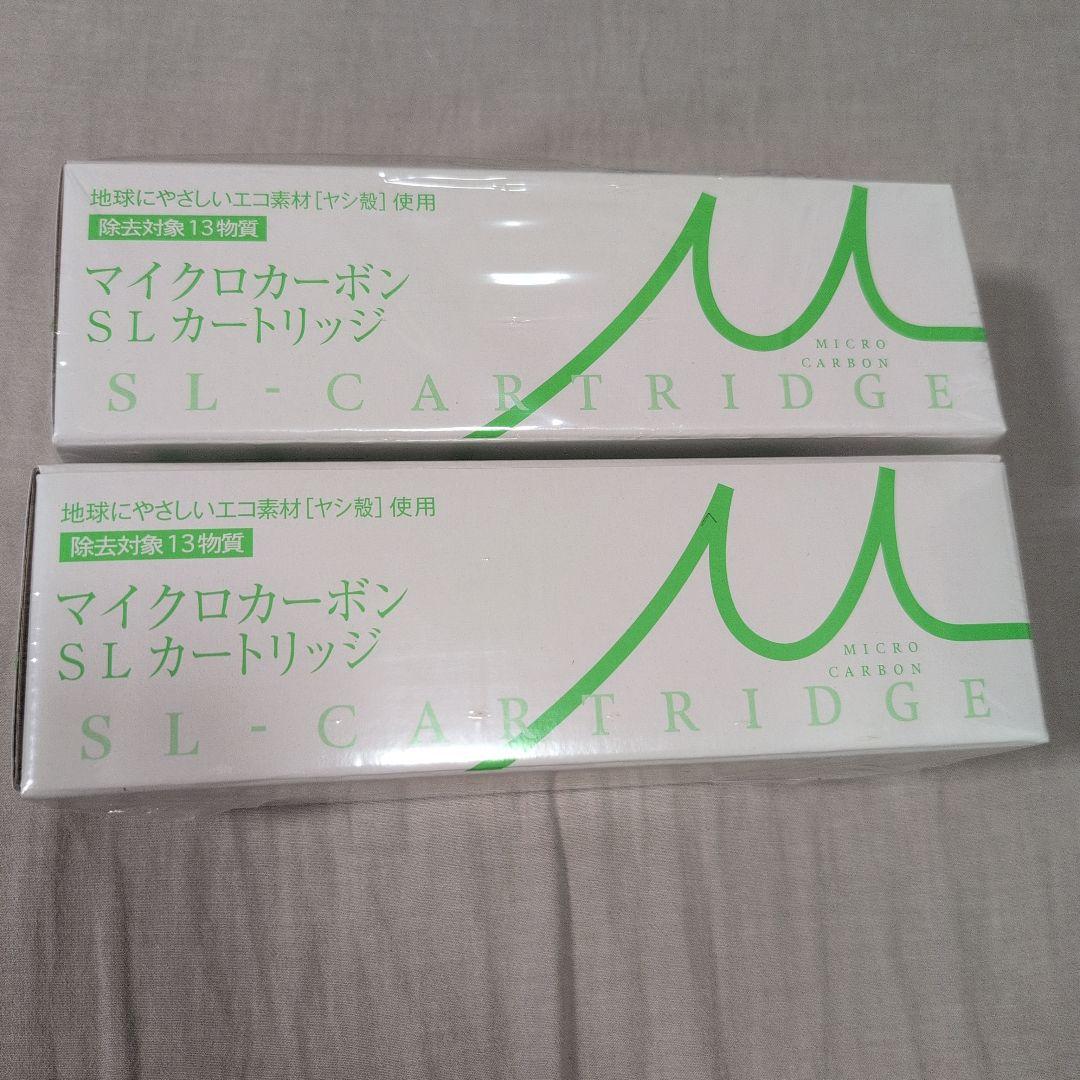 地球にやさしいエコ素材[ヤシ殻]使用
除去対象13物質
マイクロカーボン
SLカートリッジ
MICRO
CARBON
SL-CARTRIDGE
地球にやさしいエコ素材[ヤシ殻]使用
除去対象13物質
マイクロカーボン
SLカートリッジ
MICRO
CARBON
SL-CARTRIDGE